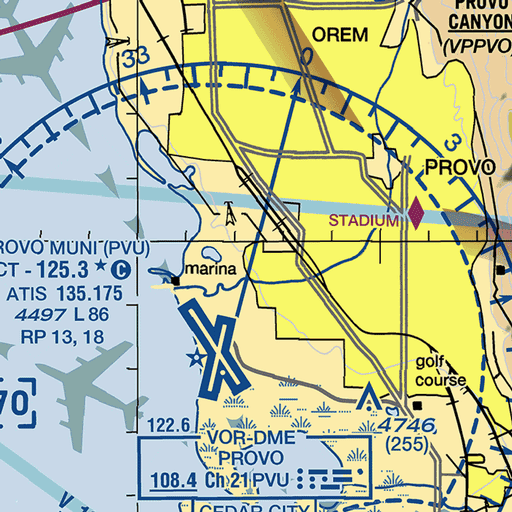 PROVO
CANYON
(VPPVO)
OREM
33
0
3
PROVO
STADIUM
ROVO MUNI (PVU)
CT - 125.3 * C
ATIS 135.175
4497 L 86
RP 13, 18
marina
golf
course
70
4746
(255)
122.6
VOR-DME
PROVO
108.4 Ch 21 PVU
CEDAR CITY
V 1